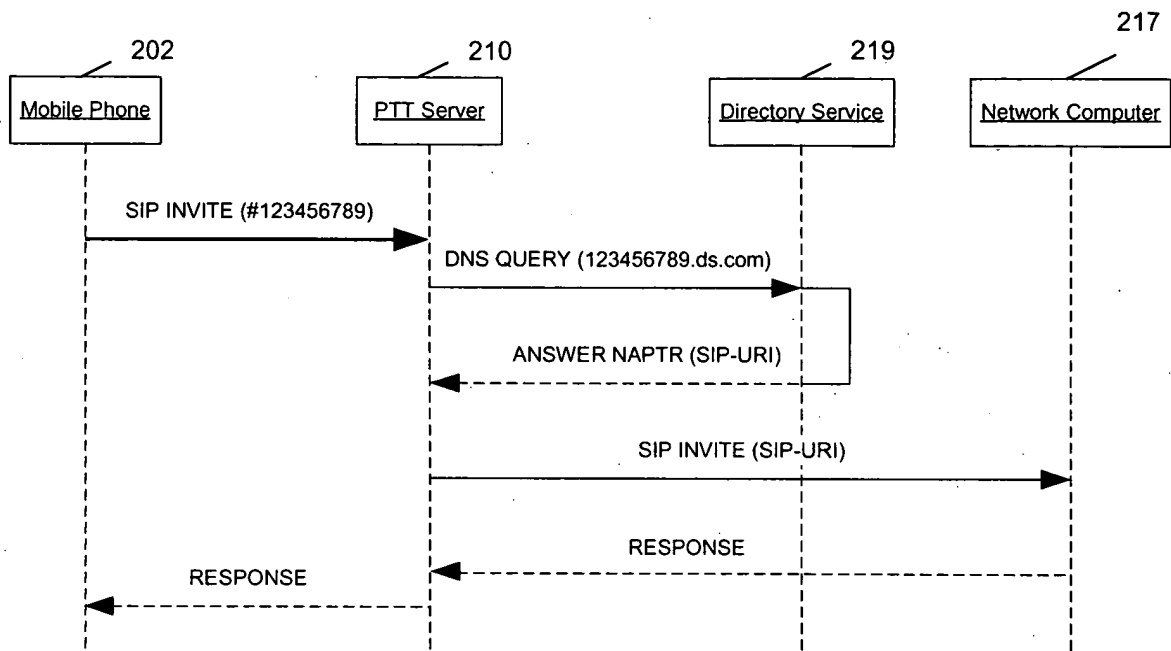 202
210
219
217
Mobile Phone
PTT Server
Directory Service
Network Computer
SIP INVITE (#123456789)
DNS QUERY (123456789.ds.com)
ANSWER NAPTR (SIP-URI)
SIP INVITE (SIP-URI)
RESPONSE
RESPONSE